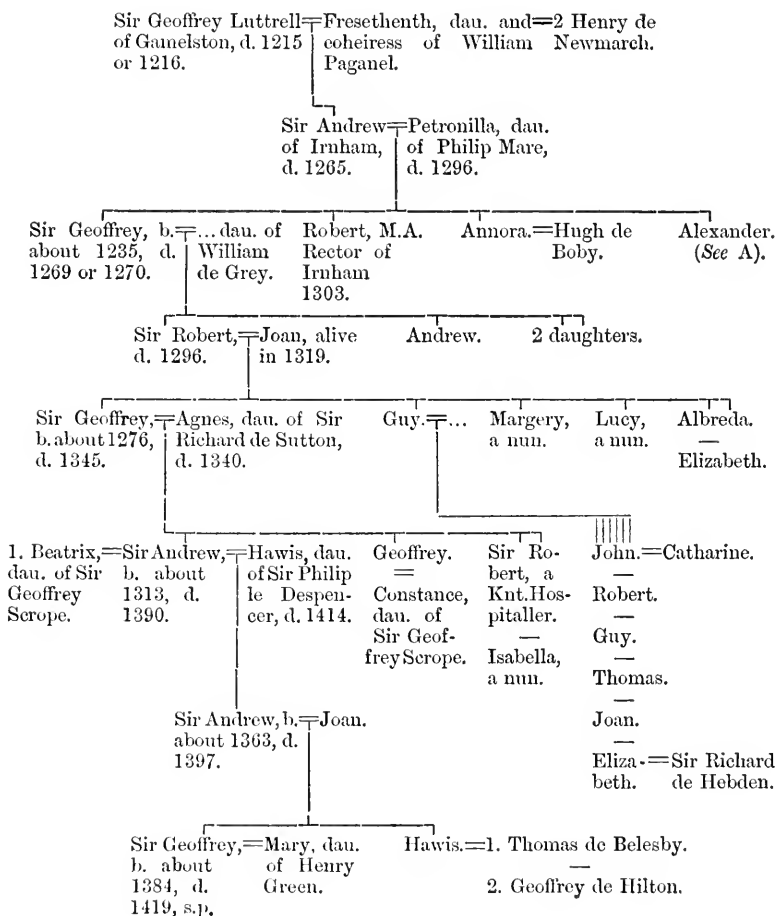 Sir Geoffrey Luttrell=Fresethenth, dau. and=2 Henry de
of Gamelston, d. 1215 coheiress of William Newmarch.
or 1216. Paganel.
Sir Andrew=Petronilla, dau.
of Irnham, of Philip Mare,
d. 1265. d. 1296.
Sir Geoffrey, b.=... dau. of Robert, M.A. Annora.=Hugh de Alexander.
about 1235, d. William Rector of Boby. (See A).
1269 or 1270. de Grey. Irnham
1303.
Sir Robert,=Joan, alive Andrew. 2 daughters.
d. 1296. in 1319.
Sir Geoffrey,=Agnes, dau. of Sir Guy.=... Margery, Lucy, Albreda.
b. about 1276, Richard de Sutton, a nun. a nun. —
d. 1345. d. 1340. Elizabeth.
1. Beatrix,=Sir Andrew,=Hawis, dau. Geoffrey. Sir Ro- John.=Catharine.
dau. of Sir b. about of Sir Philip = bert, a —
Geoffrey 1313, d. le Despen- Constance, Knt. Hos- Robert.
Scrope. 1390. cer, d. 1414. dau. of pitaller. —
Sir Geof- — Guy.
frey Scrope. Isabella, —
a nun. Thomas.
—
Sir Andrew, b.=Joan. Joan.
about 1363, d. —
1397. Eliza-=Sir Richard
beth. de Hebden.
Sir Geoffrey,=Mary, dau. Hawis.=1. Thomas de Belesby.
b. about of Henry —
1384, d. Green. 2. Geoffrey de Hilton.
1419, s.p.